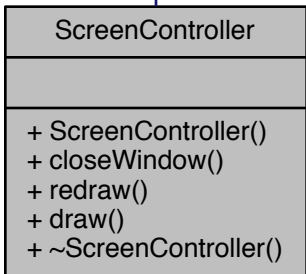 ScreenController
+ ScreenController()
+ closeWindow()
+ redraw()
+ draw()
+ ~ScreenController()